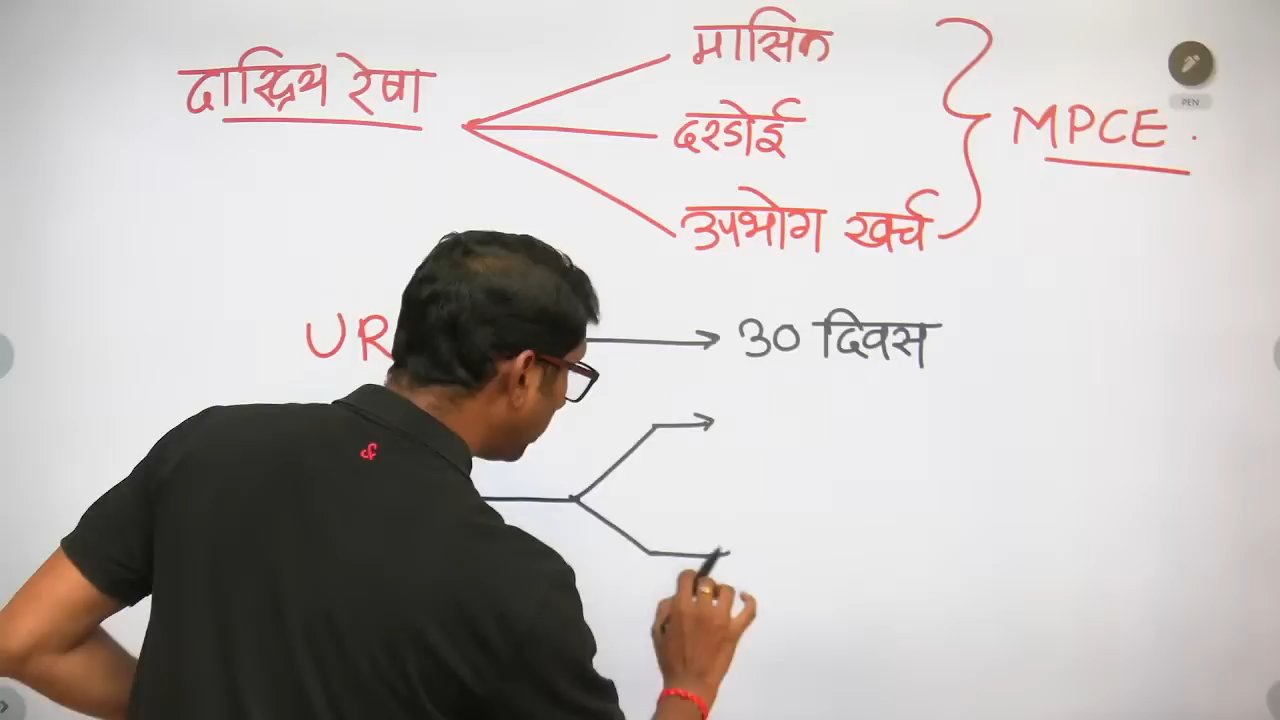 मासिक
दारिद्रिय रेषा
दरडोई
MPCE.
उपभोग खर्च
UR
30 दिवस
PEN